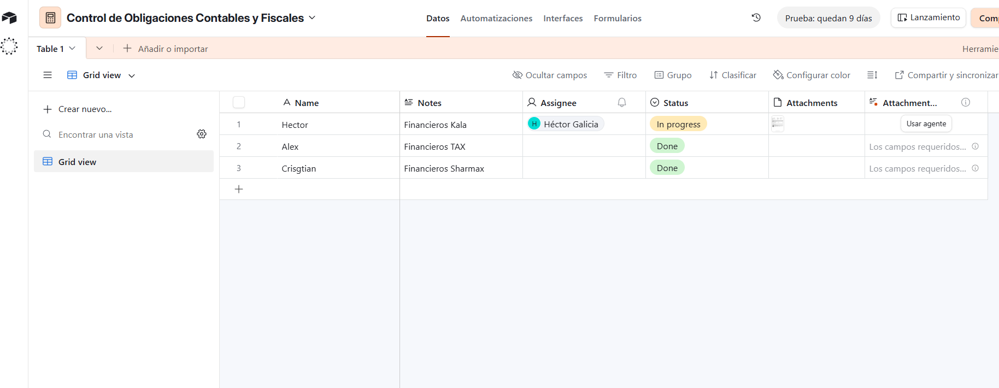 Control de Obligaciones Contables y Fiscales
Datos Automatizaciones Interfaces Formularios
Prueba: quedan 9 días
Lanzamiento
Com
Table 1
Añadir o importar
Herramie
Grid view
Ocultar campos
Filtro
Grupo
Clasificar
Configurar color
Compartir y sincronizar
Crear nuevo...
Encontrar una vista
Grid view
Name Notes Assignee Status Attachments Attachment...
1 Hector Financieros Kala H Héctor Galicia In progress Usar agente
2 Alex Financieros TAX Done Los campos requeridos...
3 Crisgtian Financieros Sharmax Done Los campos requeridos...